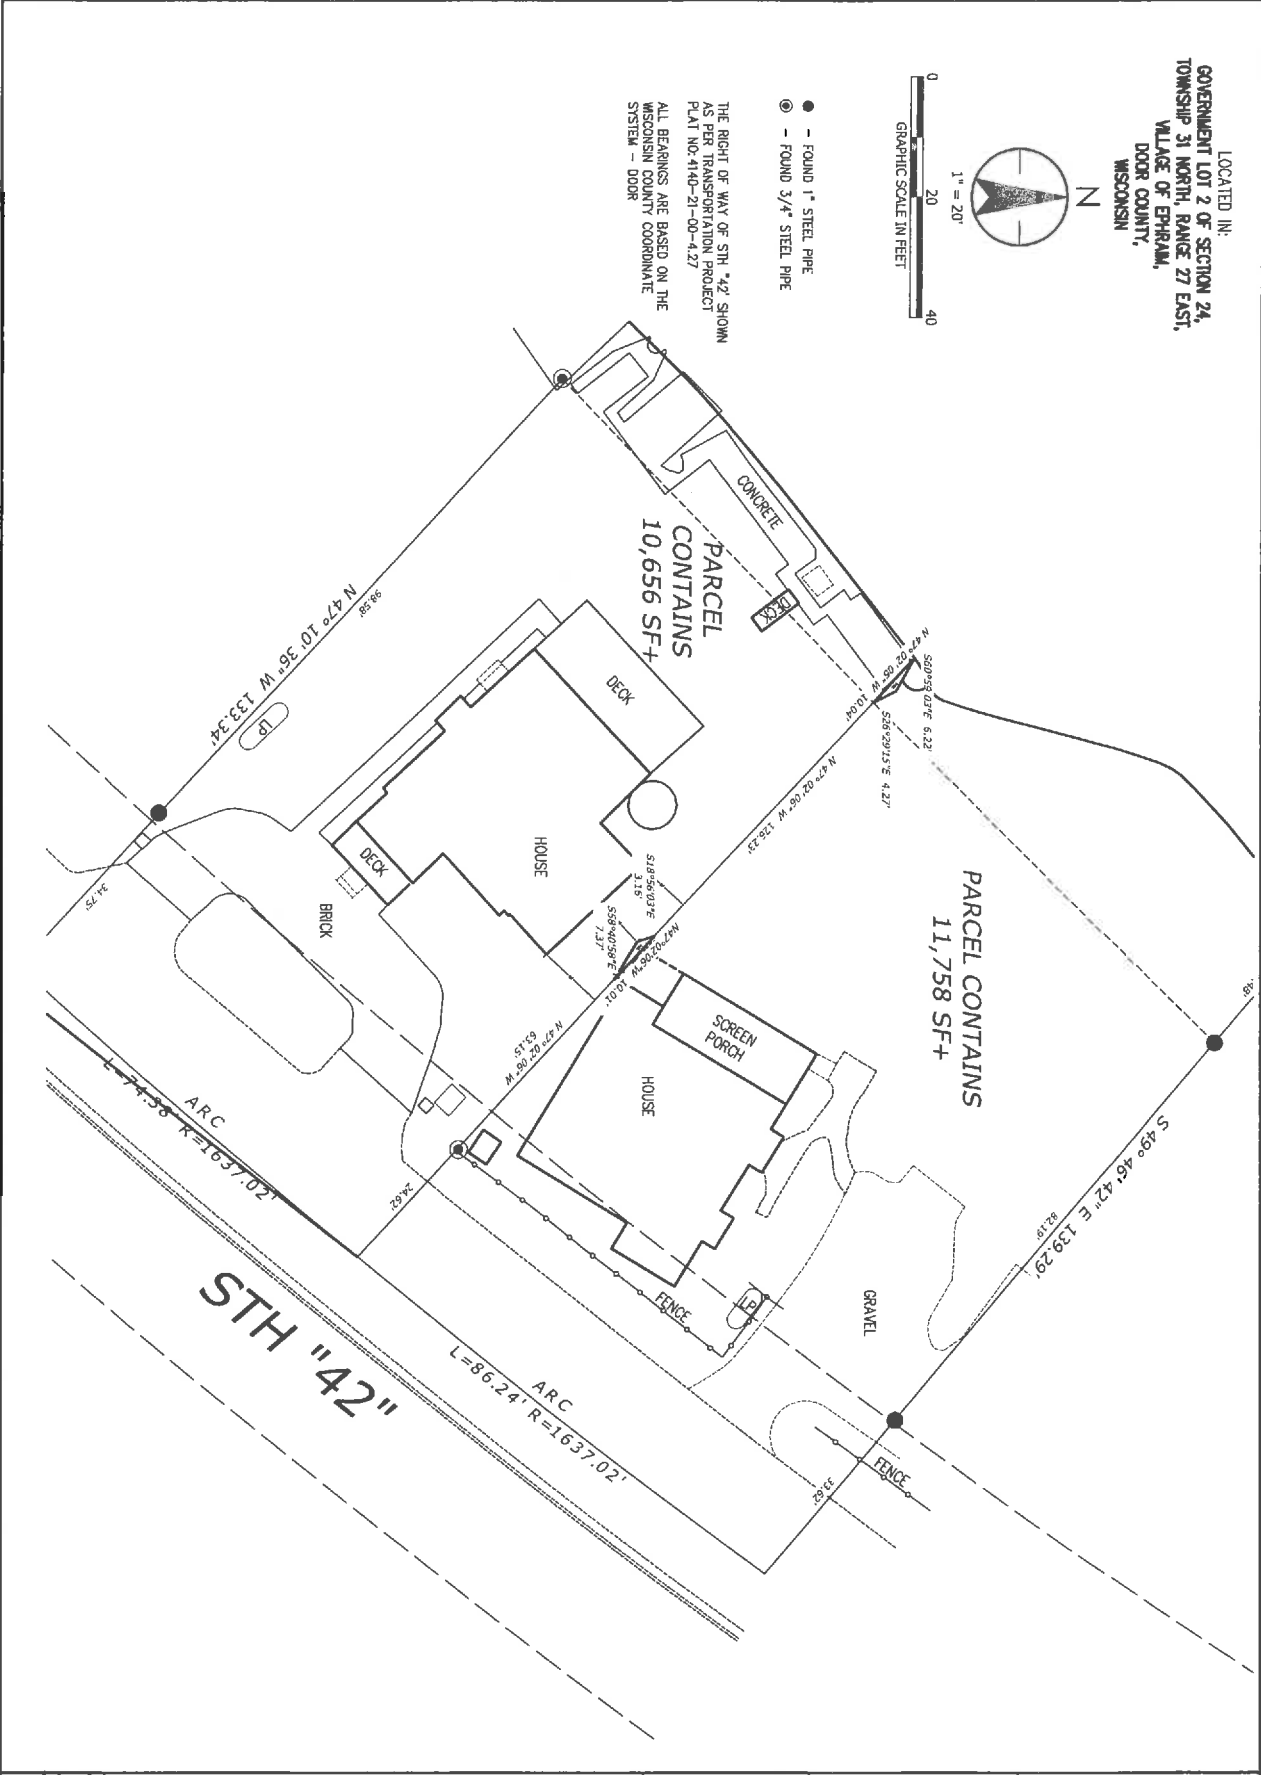 LOCATED IN:
GOVERNMENT LOT 2 OF SECTION 24,
TOWNSHIP 31 NORTH, RANGE 27 EAST,
VILLAGE OF EPHRAIM,
DOOR COUNTY,
WISCONSIN
N
1" = 20'
0 20 40
GRAPHIC SCALE IN FEET
- FOUND 1" STEEL PIPE
- FOUND 3/4" STEEL PIPE
THE RIGHT OF WAY OF STH "42' SHOWN
AS PER TRANSPORTATION PROJECT
PLAT NO: 4140-21-00-4.27
ALL BEARINGS ARE BASED ON THE
WISCONSIN COUNTY COORDINATE
SYSTEM - DOOR
CONCRETE
DECK
PARCEL
CONTAINS
10,656 SF+
N 47° 02' 05" W 10.04'
S60°59'03"E 6.22'
S26°29'15"E 4.27'
N 47° 02' 06" W 126.23'
PARCEL CONTAINS
11,758 SF+
.48'
S 49° 46' 42" E 139.29'
82.19'
DECK
98.58'
N 47° 10' 36" W 133.34'
LP
HOUSE
DECK
BRICK
34.75'
S18°56'03"E
3.16'
S58°40'58"E
7.37'
N47°02'06"W 10.01'
N 47° 02' 06" W
63.15'
SCREEN
PORCH
HOUSE
GRAVEL
LP
FENCE
FENCE
33.62'
24.62'
ARC
L=74.38' R=1637.02'
ARC
L=86.24' R=1637.02'
STH "42"